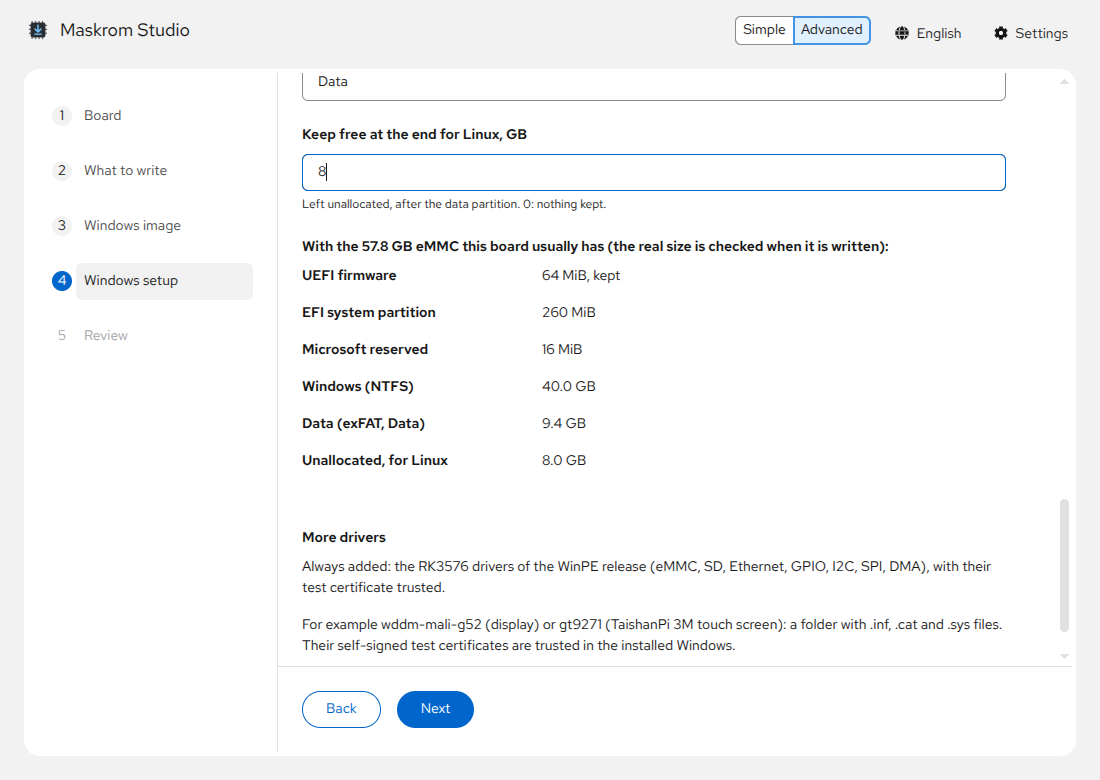 Maskrom Studio
Simple
Advanced
English
Settings
1 Board
2 What to write
3 Windows image
4 Windows setup
5 Review
Data
Keep free at the end for Linux, GB
8
Left unallocated, after the data partition. 0: nothing kept.
With the 57.8 GB eMMC this board usually has (the real size is checked when it is written):
UEFI firmware 64 MiB, kept
EFI system partition 260 MiB
Microsoft reserved 16 MiB
Windows (NTFS) 40.0 GB
Data (exFAT, Data) 9.4 GB
Unallocated, for Linux 8.0 GB
More drivers
Always added: the RK3576 drivers of the WinPE release (eMMC, SD, Ethernet, GPIO, I2C, SPI, DMA), with their
test certificate trusted.
For example wddm-mali-g52 (display) or gt9271 (TaishanPi 3M touch screen): a folder with .inf, .cat and .sys files.
Their self-signed test certificates are trusted in the installed Windows.
Back
Next